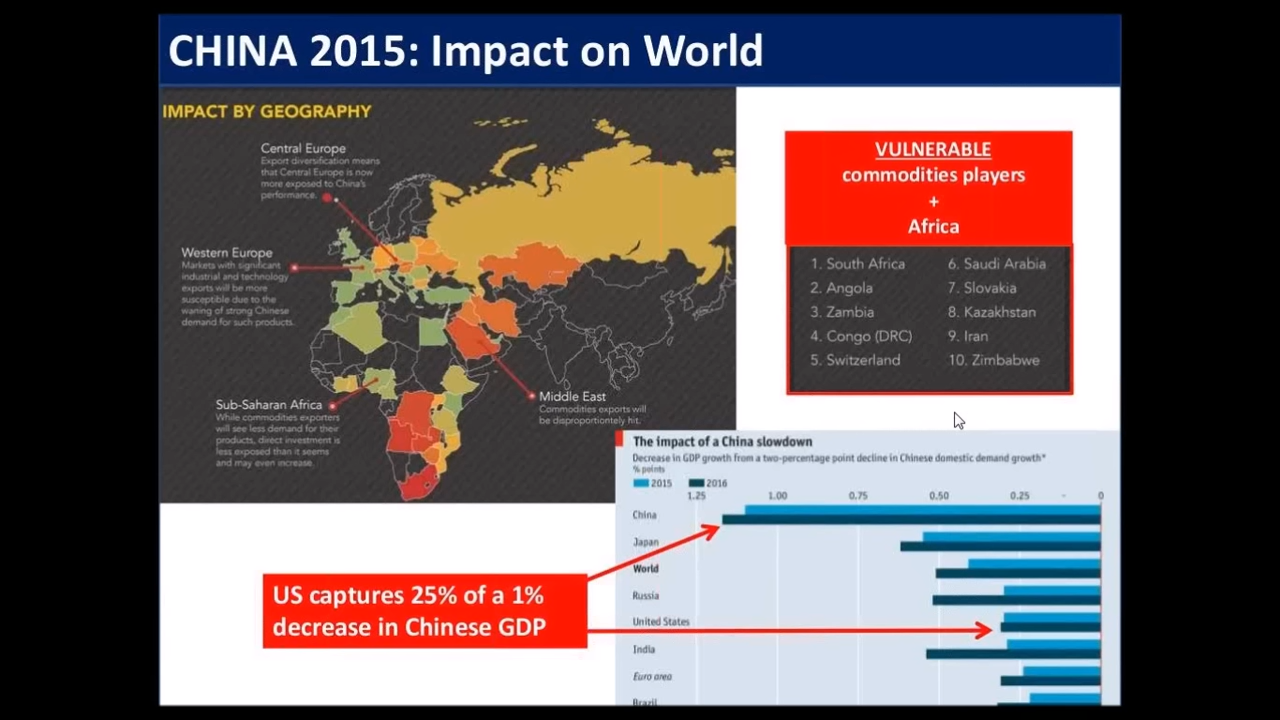 CHINA 2015: Impact on World
IMPACT BY GEOGRAPHY
Central Europe
Export diversification means
that Central Europe is now
more exposed to China's
performance.
Western Europe
Markets with significant
industrial and technology
exports will be more
susceptible due to the
waning of strong Chinese
demand for such products.
Sub-Saharan Africa
While commodities exporters
will see less demand for their
products, direct investment is
less exposed than it seems
and may even increase.
Middle East
Commodities exports will
be disproportiontely hit.
VULNERABLE
commodities players
+
Africa
1. South Africa
2. Angola
3. Zambia
4. Congo (DRC)
5. Switzerland
6. Saudi Arabia
7. Slovakia
8. Kazakhstan
9. Iran
10. Zimbabwe
The impact of a China slowdown
Decrease in GDP growth from a two-percentage point decline in Chinese domestic demand growth*
% points
2015 2016
1.25 1.00 0.75 0.50 0.25 - 0
China
Japan
World
Russia
United States
India
Euro area
Brazil
US captures 25% of a 1%
decrease in Chinese GDP